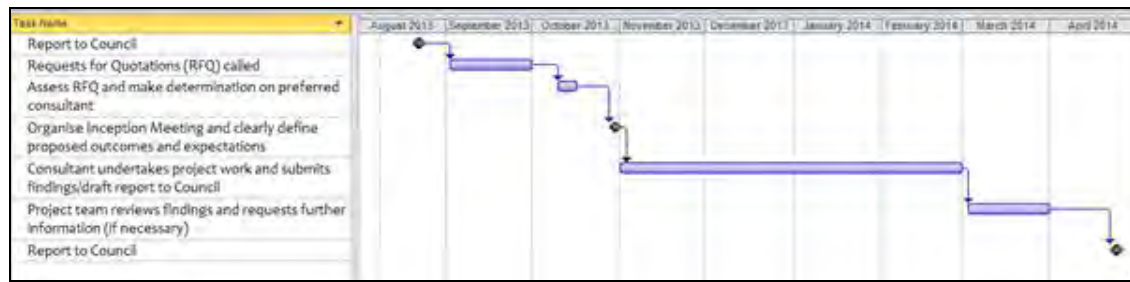 Task Name
August 2013 September 2013 October 2013 November 2013 December 2013 January 2014 February 2014 March 2014 April 2014
Report to Council
Requests for Quotations (RFQ) called
Assess RFQ and make determination on preferred
consultant
Organise Inception Meeting and clearly define
proposed outcomes and expectations
Consultant undertakes project work and submits
findings/draft report to Council
Project team reviews findings and requests further
information (if necessary)
Report to Council